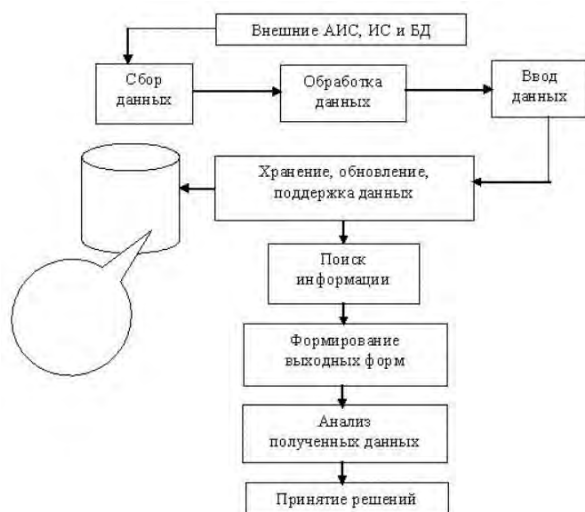 Внешние АИС, ИС и БД
Сбор
данных
Обработка
данных
Ввод
данных
Хранение, обновление,
поддержка данных
Поиск
информации
Формирование
выходных форм
Анализ
полученных данных
Принятие решений